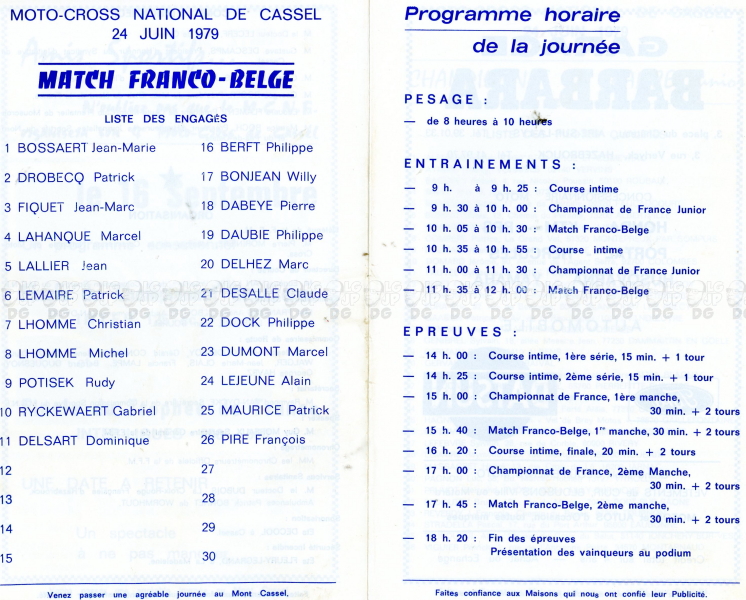 MOTO-CROSS NATIONAL DE CASSEL
24 JUIN 1979
MATCH FRANCO-BELGE
LISTE DES ENGAGÉS
1 BOSSAERT Jean-Marie
2 DROBECQ Patrick
3 FIQUET Jean-Marc
4 LAHANQUE Marcel
5 LALLIER Jean
6 LEMAIRE Patrick
7 LHOMME Christian
8 LHOMME Michel
9 POTISEK Rudy
10 RYCKEWAERT Gabriel
11 DELSART Dominique
12
13
14
15
16 BERFT Philippe
17 BONJEAN Willy
18 DABEYE Pierre
19 DAUBIE Philippe
20 DELHEZ Marc
21 DESALLE Claude
22 DOCK Philippe
23 DUMONT Marcel
24 LEJEUNE Alain
25 MAURICE Patrick
26 PIRE François
27
28
29
30
Venez passer une agréable journée au Mont Cassel.
Programme horaire
de la journée
PESAGE :
— de 8 heures à 10 heures
ENTRAINEMENTS :
— 9 h. à 9 h. 25 : Course intime
— 9 h. 30 à 10 h. 00 : Championnat de France Junior
— 10 h. 05 à 10 h. 30 : Match Franco-Belge
— 10 h. 35 à 10 h. 55 : Course intime
— 11 h. 00 à 11 h. 30 : Championnat de France Junior
— 11 h. 35 à 12 h. 00 : Match Franco-Belge
EPREUVES :
— 14 h. 00 : Course intime, 1ère série, 15 min. + 1 tour
— 14 h. 25 : Course intime, 2ème série, 15 min. + 1 tour
— 15 h. 00 : Championnat de France, 1ère manche,
30 min. + 2 tours
— 15 h. 40 : Match Franco-Belge, 1re manche, 30 min. + 2 tours
— 16 h. 20 : Course intime, finale, 20 min. + 2 tours
— 17 h. 00 : Championnat de France, 2ème Manche,
30 min. + 2 tours
— 17 h. 45 : Match Franco-Belge, 2ème manche,
30 min. + 2 tours
— 18 h. 20 : Fin des épreuves
Présentation des vainqueurs au podium
Faites confiance aux Maisons qui nous ont confié leur Publicité.